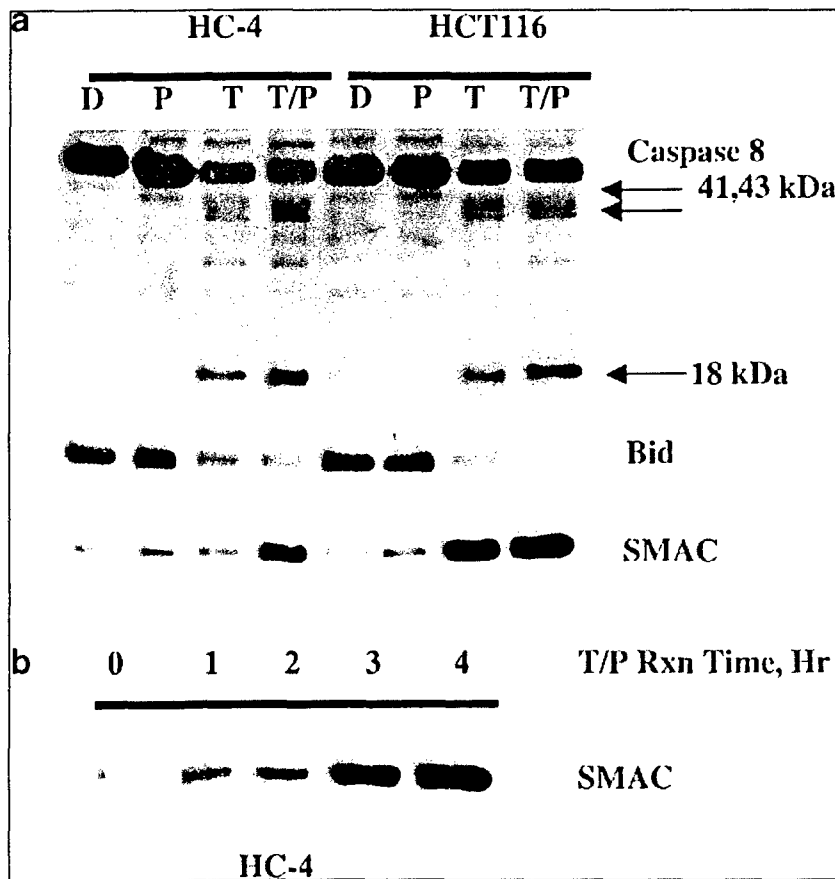 a
HC-4 HCT116
D P T T/P D P T T/P
Caspase 8
41,43 kDa
18 kDa
Bid
SMAC
b
0 1 2 3 4 T/P Rxn Time, Hr
SMAC
HC-4